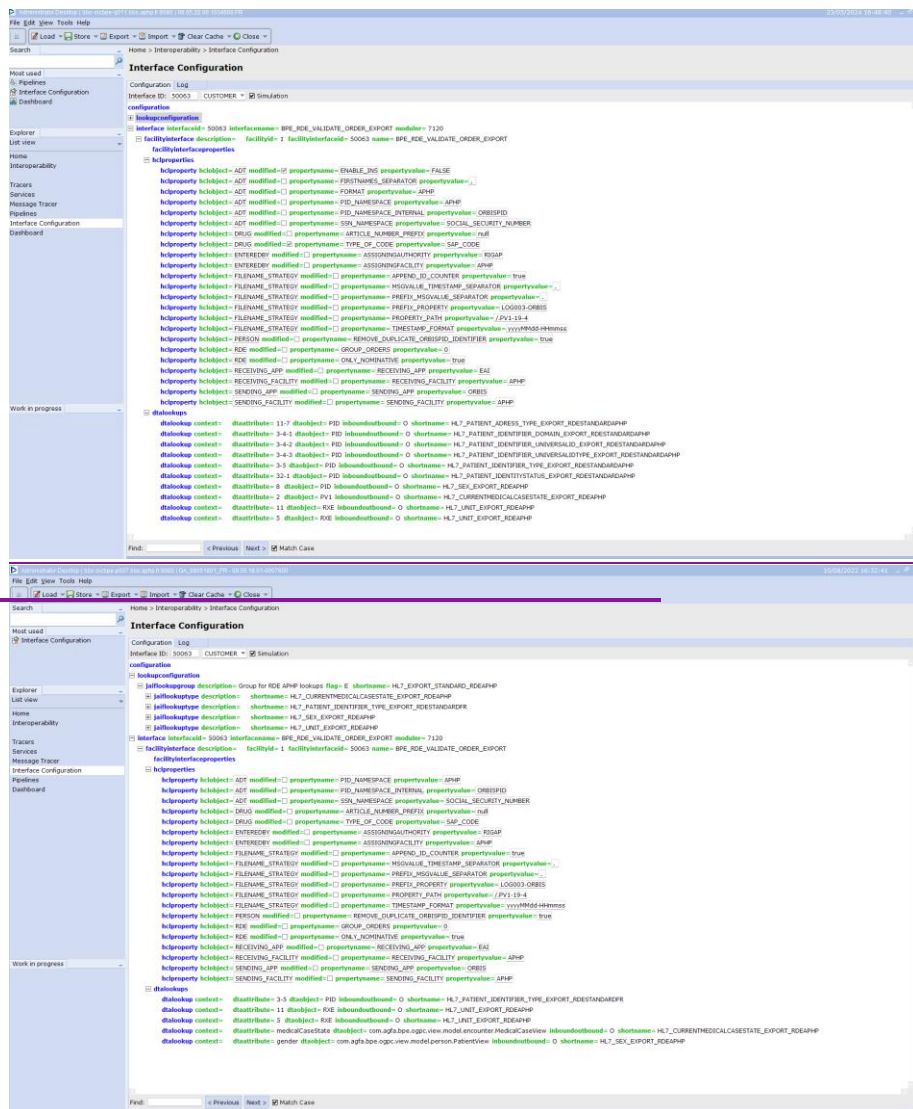 File Edit View Tools Help
Load Store Export Import Clear Cache Close
Search
Home > Interoperability > Interface Configuration
Interface Configuration
Most used
Pipelines
Interface Configuration
Dashboard
Configuration Log
Interface ID: 50063 CUSTOMER Simulation
configuration
lookupconfiguration
interface interfaceid= 50063 interfacename= BPE_RDE_VALIDATE_ORDER_EXPORT modulnr= 7120
Explorer
List view
facilityinterface description= facilityid= 1 facilityinterfaceid= 50063 name= BPE_RDE_VALIDATE_ORDER_EXPORT
facilityinterfaceproperties
Home
Interoperability
Tracers
Services
Message Tracer
Pipelines
Interface Configuration
Dashboard
hclproperties
hclproperty hclobject= ADT modified= propertyname= ENABLE_INS propertyvalue= FALSE
hclproperty hclobject= ADT modified= propertyname= FIRSTNAMES_SEPARATOR propertyvalue= ,
hclproperty hclobject= ADT modified= propertyname= FORMAT propertyvalue= APHP
hclproperty hclobject= ADT modified= propertyname= PID_NAMESPACE propertyvalue= APHP
hclproperty hclobject= ADT modified= propertyname= PID_NAMESPACE_INTERNAL propertyvalue= ORBISPID
hclproperty hclobject= ADT modified= propertyname= SSN_NAMESPACE propertyvalue= SOCIAL_SECURITY_NUMBER
hclproperty hclobject= DRUG modified= propertyname= ARTICLE_NUMBER_PREFIX propertyvalue= null
hclproperty hclobject= DRUG modified= propertyname= TYPE_OF_CODE propertyvalue= SAP_CODE
hclproperty hclobject= ENTEREDBY modified= propertyname= ASSIGNINGAUTHORITY propertyvalue= RIGAP
hclproperty hclobject= ENTEREDBY modified= propertyname= ASSIGNINGFACILITY propertyvalue= APHP
hclproperty hclobject= FILENAME_STRATEGY modified= propertyname= APPEND_ID_COUNTER propertyvalue= true
hclproperty hclobject= FILENAME_STRATEGY modified= propertyname= MSGVALUE_TIMESTAMP_SEPARATOR propertyvalue=
hclproperty hclobject= FILENAME_STRATEGY modified= propertyname= PREFIX_MSGVALUE_SEPARATOR propertyvalue=
hclproperty hclobject= FILENAME_STRATEGY modified= propertyname= PREFIX_PROPERTY propertyvalue= LOG003-ORBIS
hclproperty hclobject= FILENAME_STRATEGY modified= propertyname= PROPERTY_PATH propertyvalue= /.PV1-19-4
hclproperty hclobject= FILENAME_STRATEGY modified= propertyname= TIMESTAMP_FORMAT propertyvalue= yyyyMMdd-HHmmss
hclproperty hclobject= PERSON modified= propertyname= REMOVE_DUPLICATE_ORBISPID_IDENTIFIER propertyvalue= true
hclproperty hclobject= RDE modified= propertyname= GROUP_ORDERS propertyvalue= 0
hclproperty hclobject= RDE modified= propertyname= ONLY_NOMINATIVE propertyvalue= true
hclproperty hclobject= RECEIVING_APP modified= propertyname= RECEIVING_APP propertyvalue= EAI
hclproperty hclobject= RECEIVING_FACILITY modified= propertyname= RECEIVING_FACILITY propertyvalue= APHP
hclproperty hclobject= SENDING_APP modified= propertyname= SENDING_APP propertyvalue= ORBIS
hclproperty hclobject= SENDING_FACILITY modified= propertyname= SENDING_FACILITY propertyvalue= APHP
Work in progress
dtalookups
dtalookup context= dtaattribute= 11-7 dtaobject= PID inboundoutbound= O shortname= HL7_PATIENT_ADRESS_TYPE_EXPORT_RDESTANDARDAPHP
dtalookup context= dtaattribute= 3-4-1 dtaobject= PID inboundoutbound= O shortname= HL7_PATIENT_IDENTIFIER_DOMAIN_EXPORT_RDESTANDARDAPHP
dtalookup context= dtaattribute= 3-4-2 dtaobject= PID inboundoutbound= O shortname= HL7_PATIENT_IDENTIFIER_UNIVERSALID_EXPORT_RDESTANDARDAPHP
dtalookup context= dtaattribute= 3-4-3 dtaobject= PID inboundoutbound= O shortname= HL7_PATIENT_IDENTIFIER_UNIVERSALIDTYPE_EXPORT_RDESTANDARDAPHP
dtalookup context= dtaattribute= 3-5 dtaobject= PID inboundoutbound= O shortname= HL7_PATIENT_IDENTIFIER_TYPE_EXPORT_RDESTANDARDAPHP
dtalookup context= dtaattribute= 32-1 dtaobject= PID inboundoutbound= O shortname= HL7_PATIENT_IDENTITYSTATUS_EXPORT_RDESTANDARDAPHP
dtalookup context= dtaattribute= 8 dtaobject= PID inboundoutbound= O shortname= HL7_SEX_EXPORT_RDEAPHP
dtalookup context= dtaattribute= 2 dtaobject= PV1 inboundoutbound= O shortname= HL7_CURRENTMEDICALCASESTATE_EXPORT_RDEAPHP
dtalookup context= dtaattribute= 11 dtaobject= RXE inboundoutbound= O shortname= HL7_UNIT_EXPORT_RDEAPHP
dtalookup context= dtaattribute= 5 dtaobject= RXE inboundoutbound= O shortname= HL7_UNIT_EXPORT_RDEAPHP
Find: < Previous Next > Match Case
File Edit View Tools Help
Load Store Export Import Clear Cache Close
Search
Home > Interoperability > Interface Configuration
Interface Configuration
Most used
Interface Configuration
Configuration Log
Interface ID: 50063 CUSTOMER Simulation
configuration
lookupconfiguration
Explorer
List view
Home
Interoperability
Tracers
Services
Message Tracer
Interface Configuration
Pipelines
Dashboard
jaiflookupgroup description= Group for RDE APHP lookups flag= E shortname= HL7_EXPORT_STANDARD_RDEAPHP
jaiflookuptype description= shortname= HL7_CURRENTMEDICALCASESTATE_EXPORT_RDEAPHP
jaiflookuptype description= shortname= HL7_PATIENT_IDENTIFIER_TYPE_EXPORT_RDESTANDARDFR
jaiflookuptype description= shortname= HL7_SEX_EXPORT_RDEAPHP
jaiflookuptype description= shortname= HL7_UNIT_EXPORT_RDEAPHP
interface interfaceid= 50063 interfacename= BPE_RDE_VALIDATE_ORDER_EXPORT modulnr= 7120
facilityinterface description= facilityid= 1 facilityinterfaceid= 50063 name= BPE_RDE_VALIDATE_ORDER_EXPORT
facilityinterfaceproperties
hclproperties
hclproperty hclobject= ADT modified= propertyname= PID_NAMESPACE propertyvalue= APHP
hclproperty hclobject= ADT modified= propertyname= PID_NAMESPACE_INTERNAL propertyvalue= ORBISPID
hclproperty hclobject= ADT modified= propertyname= SSN_NAMESPACE propertyvalue= SOCIAL_SECURITY_NUMBER
hclproperty hclobject= DRUG modified= propertyname= ARTICLE_NUMBER_PREFIX propertyvalue= null
hclproperty hclobject= DRUG modified= propertyname= TYPE_OF_CODE propertyvalue= SAP_CODE
hclproperty hclobject= ENTEREDBY modified= propertyname= ASSIGNINGAUTHORITY propertyvalue= RIGAP
hclproperty hclobject= ENTEREDBY modified= propertyname= ASSIGNINGFACILITY propertyvalue= APHP
hclproperty hclobject= FILENAME_STRATEGY modified= propertyname= APPEND_ID_COUNTER propertyvalue= true
hclproperty hclobject= FILENAME_STRATEGY modified= propertyname= MSGVALUE_TIMESTAMP_SEPARATOR propertyvalue=
hclproperty hclobject= FILENAME_STRATEGY modified= propertyname= PREFIX_MSGVALUE_SEPARATOR propertyvalue=
hclproperty hclobject= FILENAME_STRATEGY modified= propertyname= PREFIX_PROPERTY propertyvalue= LOG003-ORBIS
hclproperty hclobject= FILENAME_STRATEGY modified= propertyname= PROPERTY_PATH propertyvalue= /.PV1-19-4
hclproperty hclobject= FILENAME_STRATEGY modified= propertyname= TIMESTAMP_FORMAT propertyvalue= yyyyMMdd-HHmmss
hclproperty hclobject= PERSON modified= propertyname= REMOVE_DUPLICATE_ORBISPID_IDENTIFIER propertyvalue= true
hclproperty hclobject= RDE modified= propertyname= GROUP_ORDERS propertyvalue= 0
hclproperty hclobject= RDE modified= propertyname= ONLY_NOMINATIVE propertyvalue= true
hclproperty hclobject= RECEIVING_APP modified= propertyname= RECEIVING_APP propertyvalue= EAI
hclproperty hclobject= RECEIVING_FACILITY modified= propertyname= RECEIVING_FACILITY propertyvalue= APHP
hclproperty hclobject= SENDING_APP modified= propertyname= SENDING_APP propertyvalue= ORBIS
hclproperty hclobject= SENDING_FACILITY modified= propertyname= SENDING_FACILITY propertyvalue= APHP
Work in progress
dtalookups
dtalookup context= dtaattribute= 3-5 dtaobject= PID inboundoutbound= O shortname= HL7_PATIENT_IDENTIFIER_TYPE_EXPORT_RDESTANDARDFR
dtalookup context= dtaattribute= 11 dtaobject= RXE inboundoutbound= O shortname= HL7_UNIT_EXPORT_RDEAPHP
dtalookup context= dtaattribute= 5 dtaobject= RXE inboundoutbound= O shortname= HL7_UNIT_EXPORT_RDEAPHP
dtalookup context= dtaattribute= medicalCaseState dtaobject= com.agfa.bpe.ogpc.view.model.encounter.MedicalCaseView inboundoutbound= O shortname= HL7_CURRENTMEDICALCASESTATE_EXPORT_RDEAPHP
dtalookup context= dtaattribute= gender dtaobject= com.agfa.bpe.ogpc.view.model.person.PatientView inboundoutbound= O shortname= HL7_SEX_EXPORT_RDEAPHP
Find: < Previous Next > Match Case